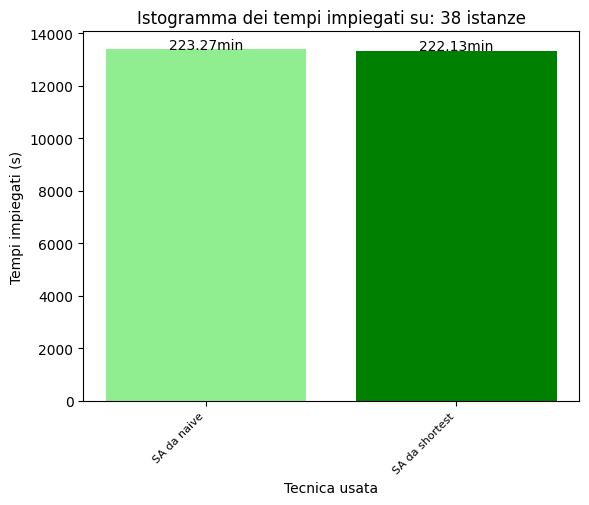 Istogramma dei tempi impiegati su: 38 istanze
14000
12000
10000
8000
6000
4000
2000
0
Tempi impiegati (s)
223.27min
222.13min
SA da naive
SA da shortest
Tecnica usata